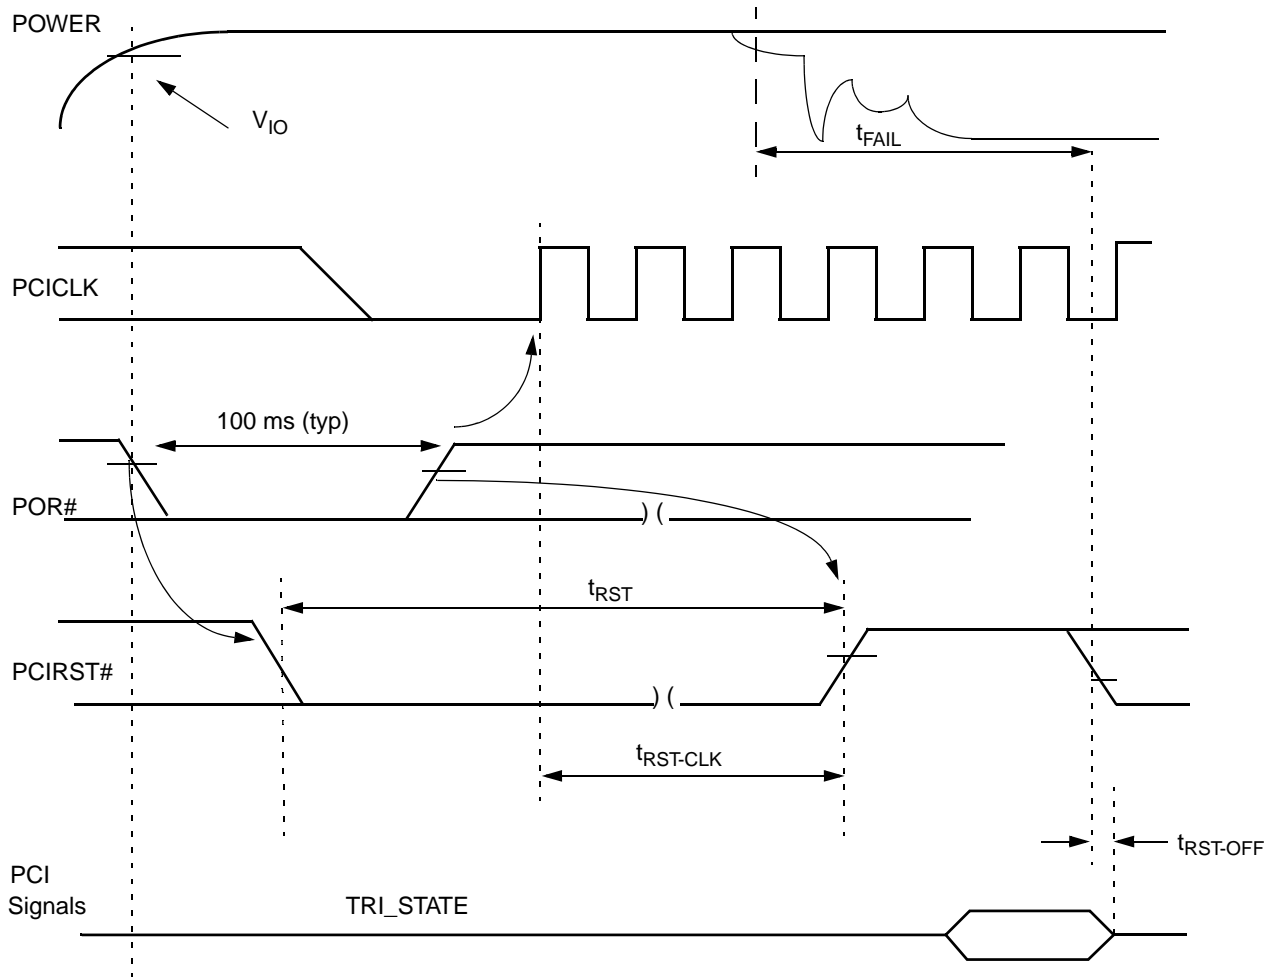 POWER
VIO
tFAIL
PCICLK
100 ms (typ)
POR#
) (
tRST
PCIRST#
) (
tRST-CLK
tRST-OFF
PCI
Signals
TRI_STATE